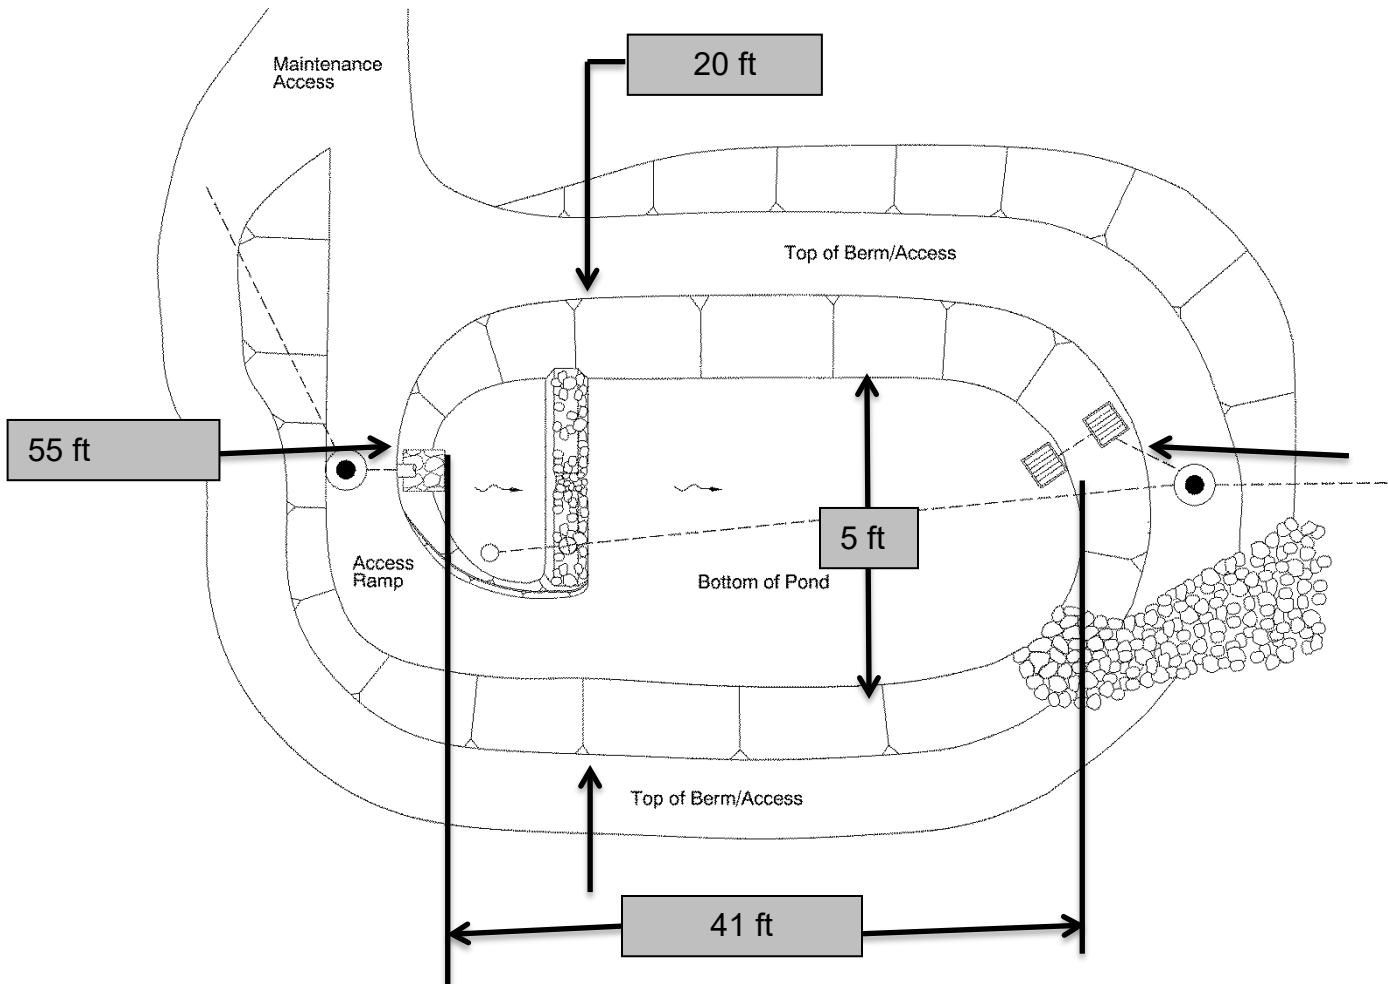 20 ft
Maintenance
Access
Top of Berm/Access
55 ft
5 ft
Access
Ramp
Bottom of Pond
Top of Berm/Access
41 ft